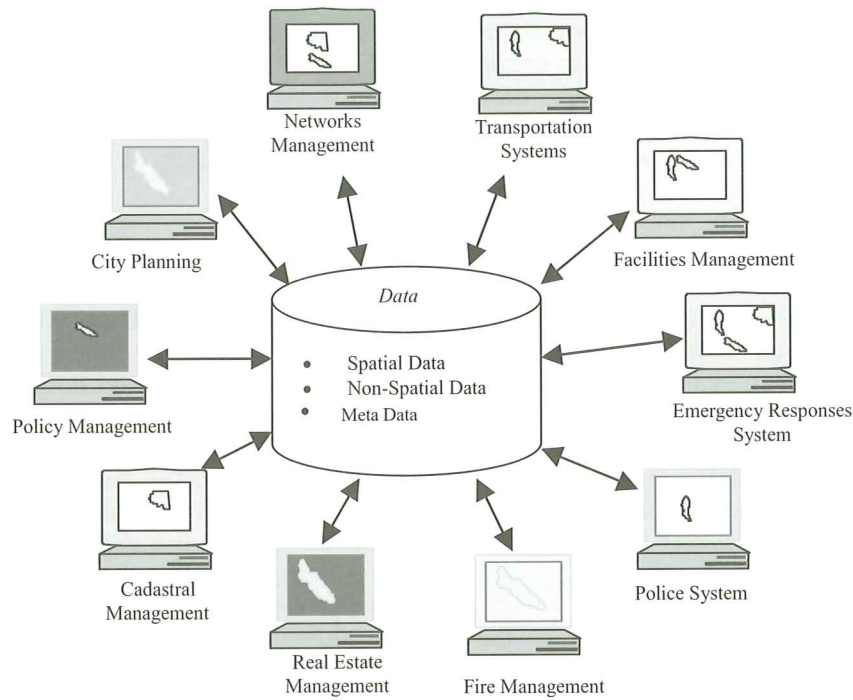 Networks
Management
Transportation
Systems
City Planning
Facilities Management
Data
Spatial Data
Non-Spatial Data
Meta Data
Policy Management
Emergency Responses
System
Cadastral
Management
Police System
Real Estate
Management
Fire Management